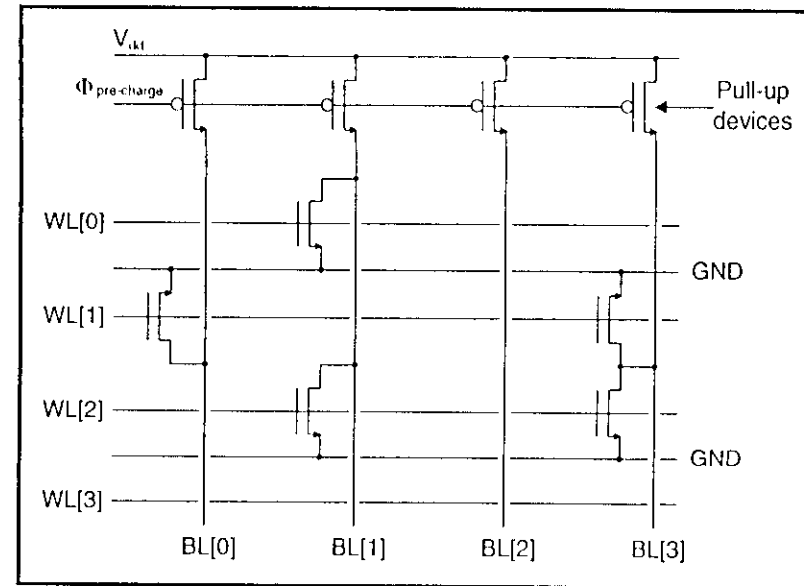 Vdd
Φpre-charge
Pull-up
devices
WL[0]
GND
WL[1]
WL[2]
GND
WL[3]
BL[0] BL[1] BL[2] BL[3]